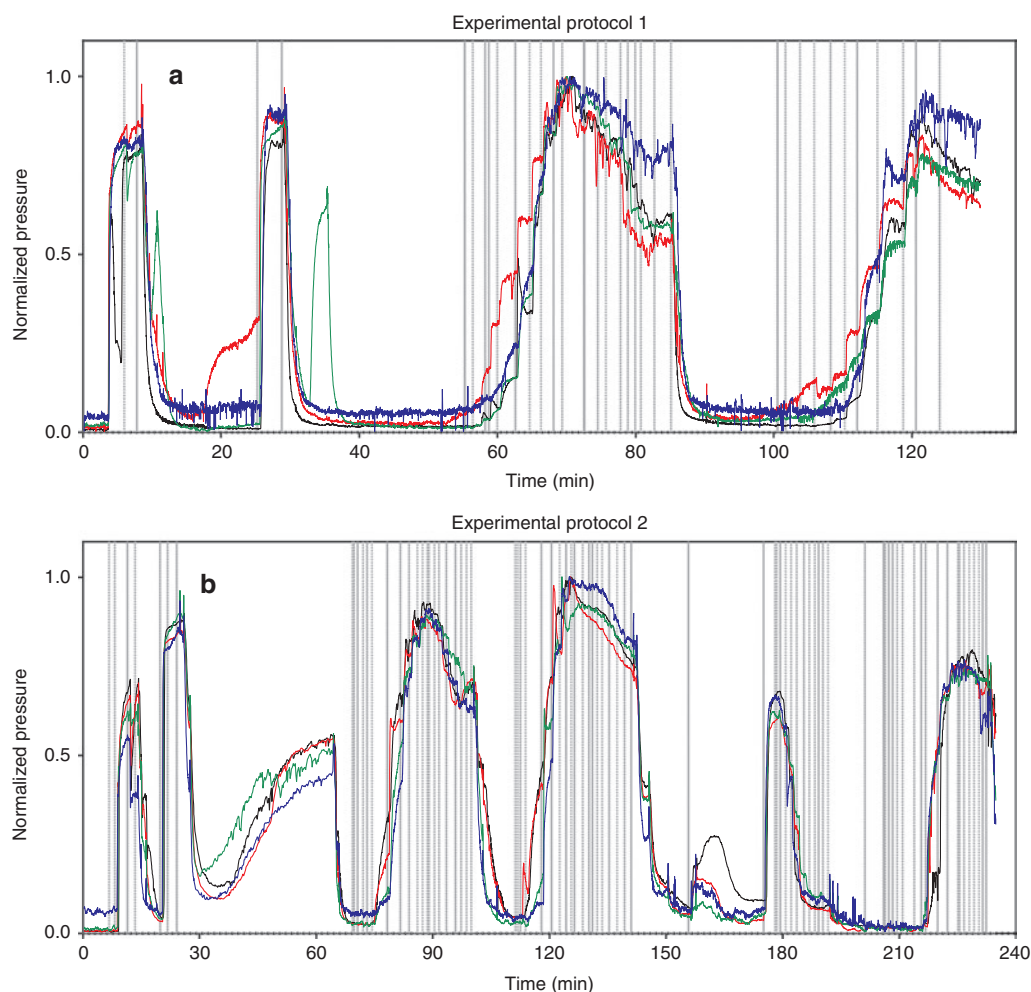 Experimental protocol 1
a
1.0
0.5
0.0
Normalized pressure
0 20 40 60 80 100 120
Time (min)
Experimental protocol 2
b
1.0
0.5
0.0
Normalized pressure
0 30 60 90 120 150 180 210 240
Time (min)